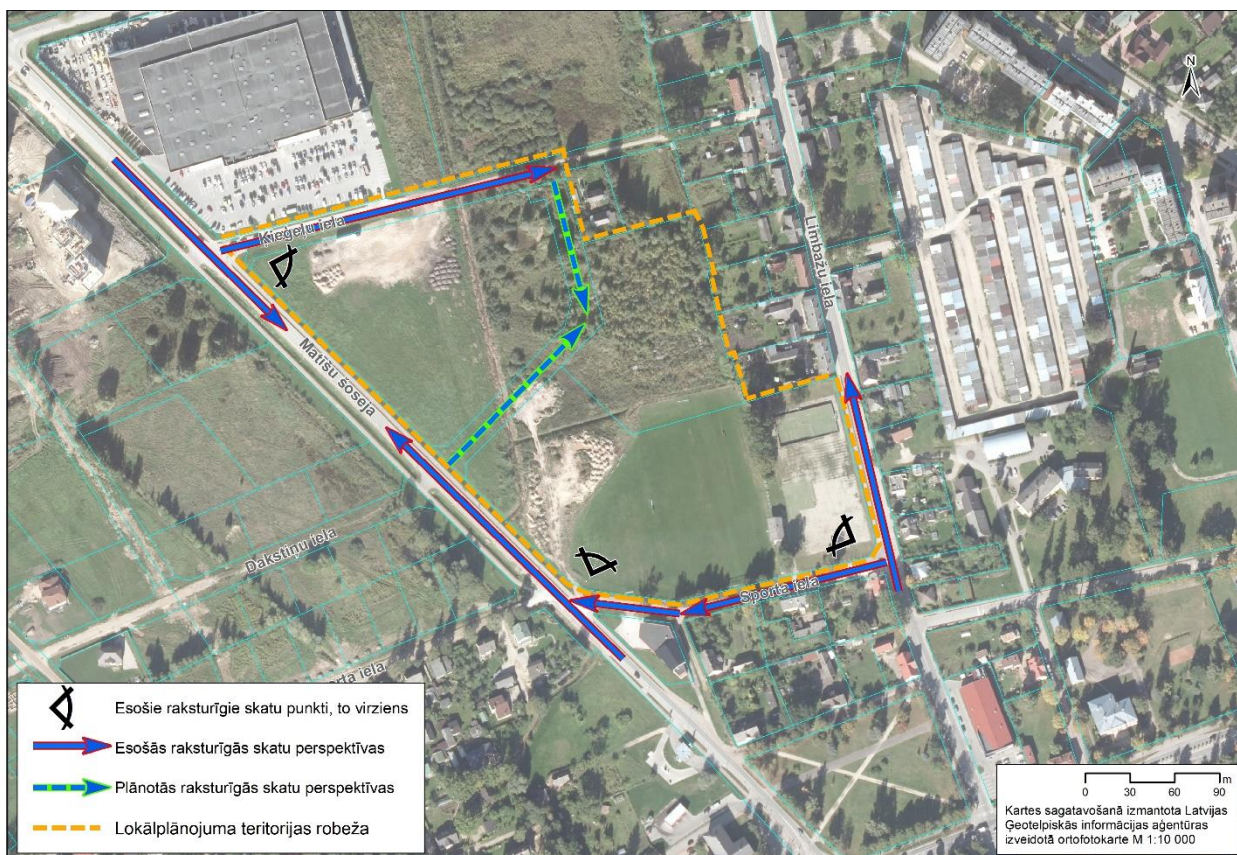 N
Ķieģeļu iela
Limbažu iela
Matīšu šoseja
Dakstiņu iela
Sporta iela
Sporta iela
Esošie raksturīgie skatu punkti, to virziens
Esošās raksturīgās skatu perspektīvas
Plānotās raksturīgās skatu perspektīvas
Lokālplānojuma teritorijas robeža
m
0 30 60 90
Kartes sagatavošanā izmantota Latvijas
Ģeotelpiskās informācijas aģentūras
izveidotā ortofotokarte M 1:10 000